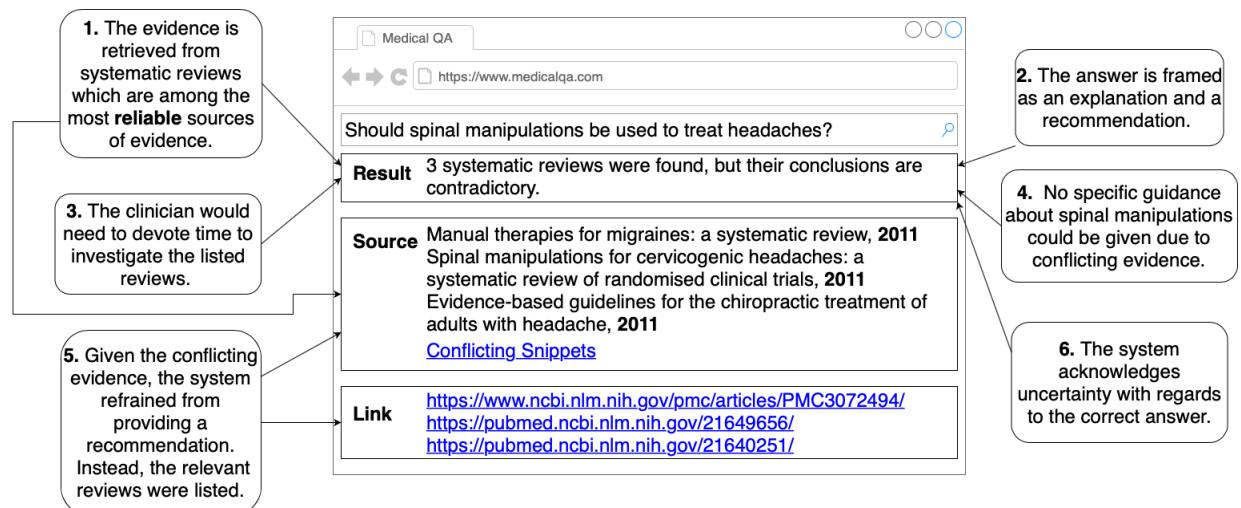 1. The evidence is
retrieved from
systematic reviews
which are among the
most reliable sources
of evidence.
3. The clinician would
need to devote time to
investigate the listed
reviews.
5. Given the conflicting
evidence, the system
refrained from
providing a
recommendation.
Instead, the relevant
reviews were listed.
Medical QA
https://www.medicalqa.com
Should spinal manipulations be used to treat headaches?
Result 3 systematic reviews were found, but their conclusions are
contradictory.
Source Manual therapies for migraines: a systematic review, 2011
Spinal manipulations for cervicogenic headaches: a
systematic review of randomised clinical trials, 2011
Evidence-based guidelines for the chiropractic treatment of
adults with headache, 2011
Conflicting Snippets
Link https://www.ncbi.nlm.nih.gov/pmc/articles/PMC3072494/
https://pubmed.ncbi.nlm.nih.gov/21649656/
https://pubmed.ncbi.nlm.nih.gov/21640251/
2. The answer is framed
as an explanation and a
recommendation.
4. No specific guidance
about spinal manipulations
could be given due to
conflicting evidence.
6. The system
acknowledges
uncertainty with regards
to the correct answer.